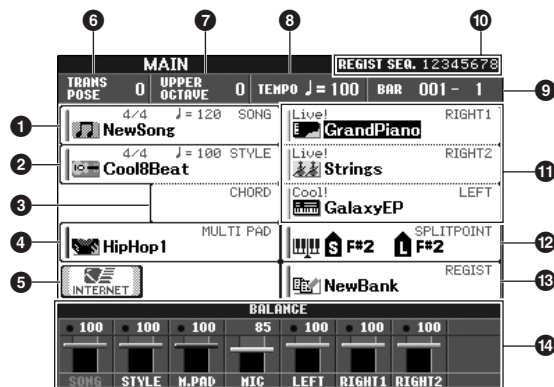 6 7 8 10
MAIN REGIST SEQ. 12345678
TRANS POSE 0 UPPER OCTAVE 0 TEMPO ♩=100 BAR 001 - 1 9
1 4/4 ♩=120 SONG
NewSong
2 4/4 ♩=100 STYLE
Cool8Beat
3 CHORD
4 MULTI PAD
HipHop1
5 INTERNET
Live! RIGHT1
GrandPiano
Live! RIGHT2
Strings 11
Cool! LEFT
GalaxyEP
SPLITPOINT
S F#2 L F#2 12
REGIST
NewBank 13
BALANCE
100 100 100 85 100 100 100 14
SONG STYLE M.PAD MIC LEFT RIGHT1 RIGHT2